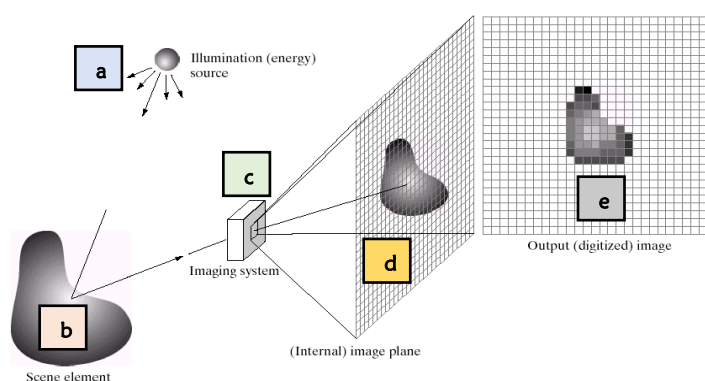 a
Illumination (energy)
source
c
e
Output (digitized) image
d
Imaging system
b
(Internal) image plane
Scene element